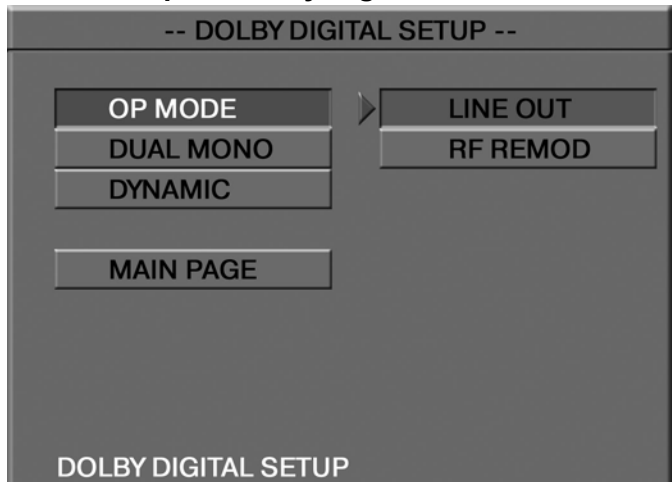 -- DOLBY DIGITAL SETUP --
OP MODE
LINE OUT
DUAL MONO
RF REMOD
DYNAMIC
MAIN PAGE
DOLBY DIGITAL SETUP